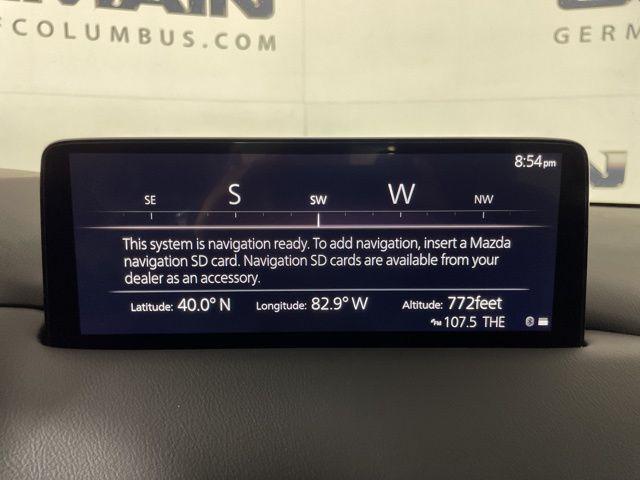 OF COLUMBUS.COM
GERM
8:54pm
SE S SW W NW
This system is navigation ready. To add navigation, insert a Mazda
navigation SD card. Navigation SD cards are available from your
dealer as an accessory.
Latitude: 40.0° N Longitude: 82.9° W Altitude: 772feet
107.5 THE